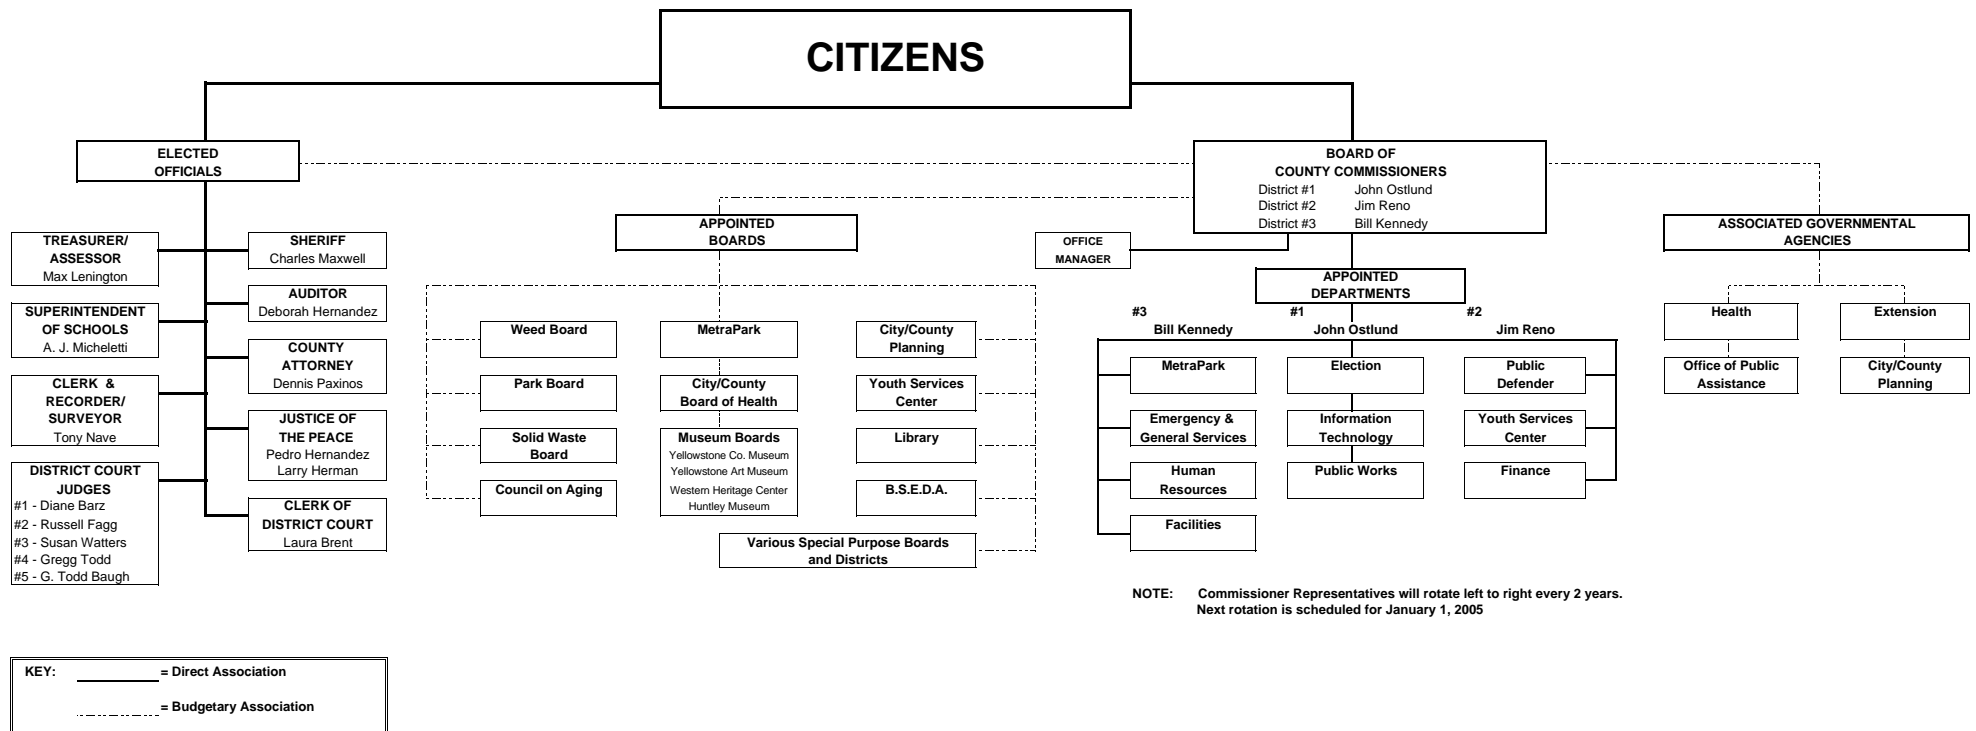 CITIZENS
ELECTED
OFFICIALS
BOARD OF
COUNTY COMMISSIONERS
District #1 John Ostlund
District #2 Jim Reno
District #3 Bill Kennedy
TREASURER/
ASSESSOR
Max Lenington
SUPERINTENDENT
OF SCHOOLS
A. J. Micheletti
CLERK &
RECORDER/
SURVEYOR
Tony Nave
DISTRICT COURT
JUDGES
#1 - Diane Barz
#2 - Russell Fagg
#3 - Susan Watters
#4 - Gregg Todd
#5 - G. Todd Baugh
SHERIFF
Charles Maxwell
AUDITOR
Deborah Hernandez
COUNTY
ATTORNEY
Dennis Paxinos
JUSTICE OF
THE PEACE
Pedro Hernandez
Larry Herman
CLERK OF
DISTRICT COURT
Laura Brent
APPOINTED
BOARDS
Weed Board
Park Board
Solid Waste
Board
Council on Aging
MetraPark
City/County
Board of Health
Museum Boards
Yellowstone Co. Museum
Yellowstone Art Museum
Western Heritage Center
Huntley Museum
City/County
Planning
Youth Services
Center
Library
B.S.E.D.A.
Various Special Purpose Boards
and Districts
OFFICE
MANAGER
APPOINTED
DEPARTMENTS
#3
Bill Kennedy
#1
John Ostlund
#2
Jim Reno
MetraPark
Emergency &
General Services
Human
Resources
Facilities
Election
Information
Technology
Public Works
Public
Defender
Youth Services
Center
Finance
ASSOCIATED GOVERNMENTAL
AGENCIES
Health
Extension
Office of Public
Assistance
City/County
Planning
NOTE: Commissioner Representatives will rotate left to right every 2 years.
Next rotation is scheduled for January 1, 2005
KEY: = Direct Association
= Budgetary Association